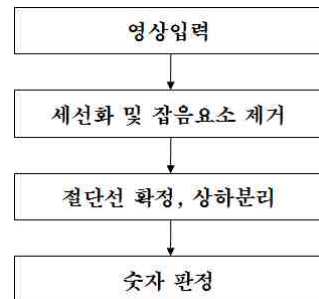 영상입력
세선화 및 잡음요소 제거
절단선 확정, 상하분리
숫자 판정